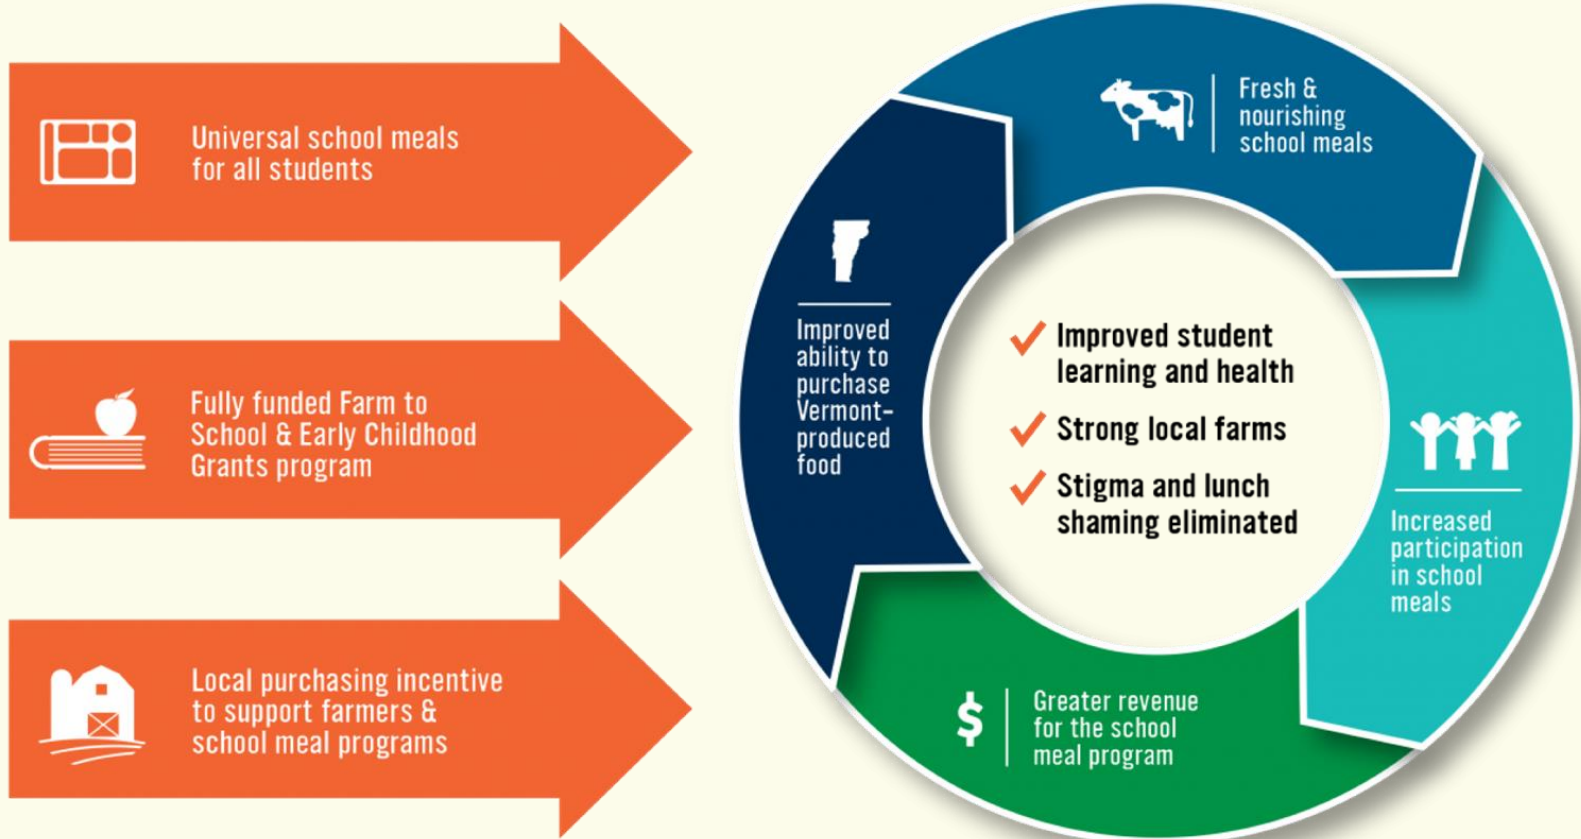 Universal school meals
for all students
Fully funded Farm to
School & Early Childhood
Grants program
Local purchasing incentive
to support farmers &
school meal programs
Fresh &
nourishing
school meals
Increased
participation
in school
meals
$
Greater revenue
for the school
meal program
Improved
ability to
purchase
Vermont-
produced
food
Improved student
learning and health
Strong local farms
Stigma and lunch
shaming eliminated